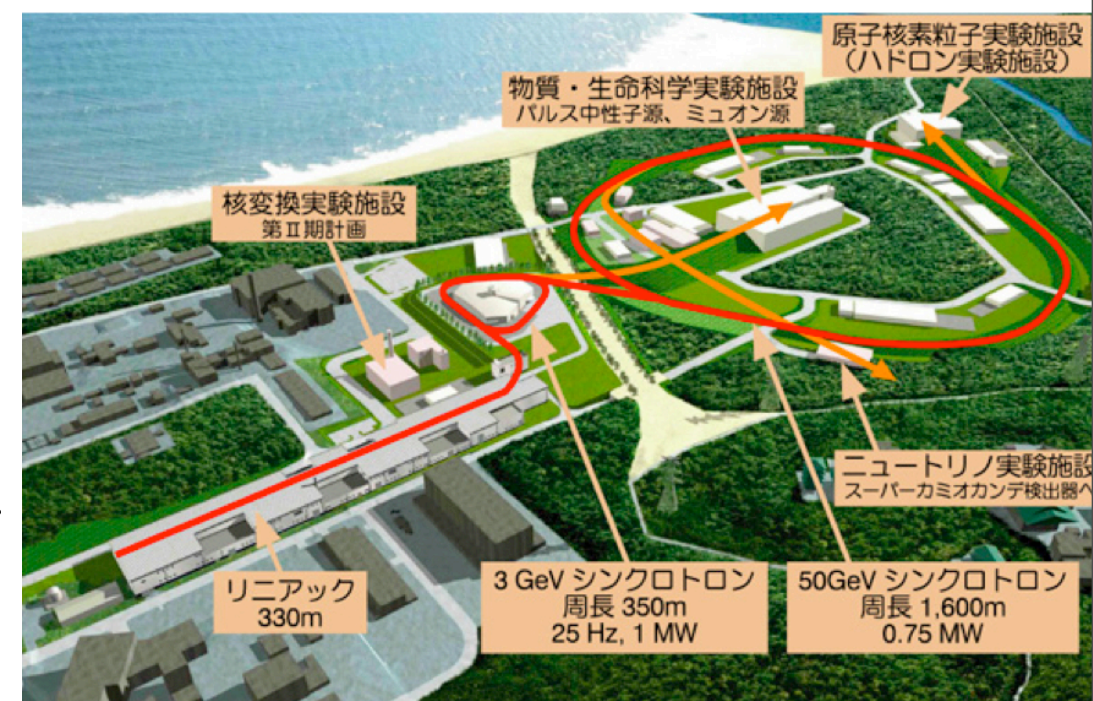 原子核素粒子実験施設
（ハドロン実験施設）
物質・生命科学実験施設
パルス中性子源、ミュオン源
核変換実験施設
第Ⅱ期計画
ニュートリノ実験施設
スーパーカミオカンデ検出器へ
リニアック
330m
3 GeV シンクロトロン
周長 350m
25 Hz, 1 MW
50GeV シンクロトロン
周長 1,600m
0.75 MW